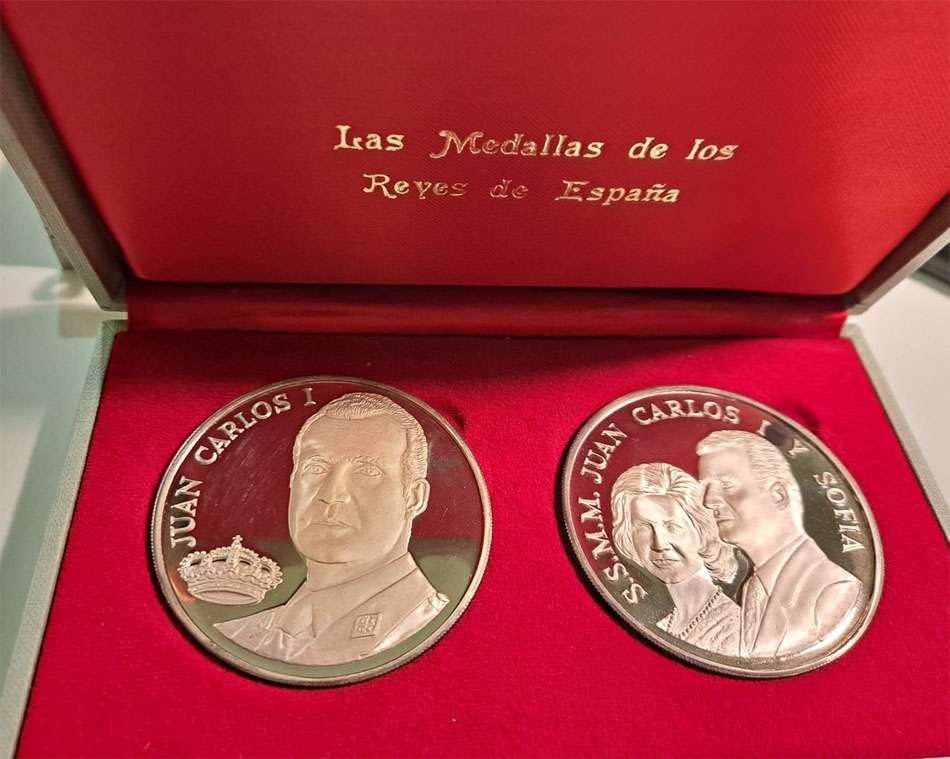 Las Medallas de los
Reyes de España
JUAN CARLOS I
S.S.M.M. JUAN CARLOS I Y SOFIA